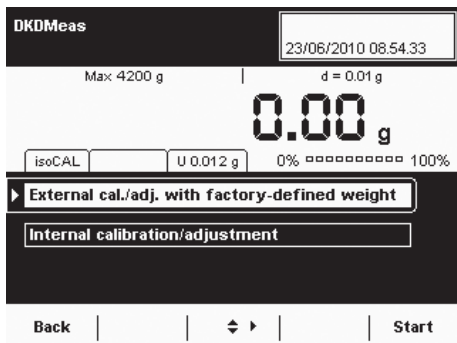 DKDMeas
23/06/2010 08.54.33
Max 4200 g d = 0.01 g
0.00 g
isoCAL U 0.012 g 0% 100%
External cal./adj. with factory-defined weight
Internal calibration/adjustment
Back Start